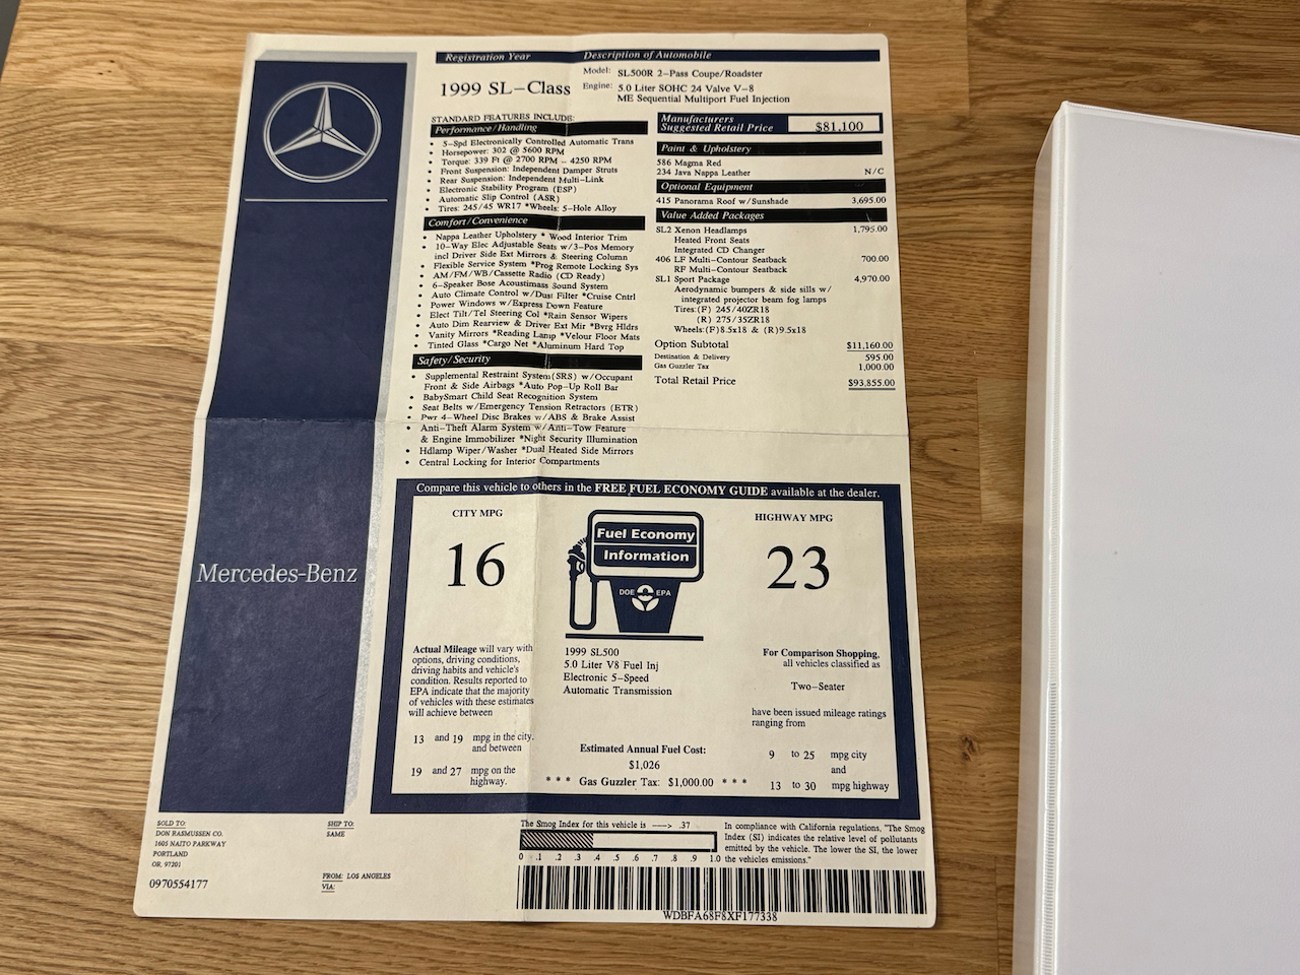 Registration Year
1999 SL-Class
Description of Automobile
Model: SL500R 2-Pass Coupe/Roadster
Engine: 5.0 Liter SOHC 24 Valve V-8
ME Sequential Multiport Fuel Injection
STANDARD FEATURES INCLUDE:
Performance/Handling
• 5-Spd Electronically Controlled Automatic Trans
• Horsepower: 302 @ 5600 RPM
• Torque: 339 Ft @ 2700 RPM - 4250 RPM
• Front Suspension: Independent Damper Struts
• Rear Suspension: Independent Multi-Link
• Electronic Stability Program (ESP)
• Automatic Slip Control (ASR)
• Tires: 245/45 WR17 *Wheels: 5-Hole Alloy
Comfort/Convenience
• Nappa Leather Upholstery * Wood Interior Trim
• 10-Way Elec Adjustable Seats w/3-Pos Memory
incl Driver Side Ext Mirrors & Steering Column
• Flexible Service System *Prog Remote Locking Sys
• AM/FM/WB/Cassette Radio (CD Ready)
• 6-Speaker Bose Acoustimass Sound System
• Auto Climate Control w/Dust Filter *Cruise Cntrl
• Power Windows w/Express Down Feature
• Elect Tilt/Tel Steering Col *Rain Sensor Wipers
• Auto Dim Rearview & Driver Ext Mir *Bvrg Hldrs
• Vanity Mirrors *Reading Lamp *Velour Floor Mats
• Tinted Glass *Cargo Net *Aluminum Hard Top
Safety/Security
• Supplemental Restraint System(SRS) w/Occupant
Front & Side Airbags *Auto Pop-Up Roll Bar
• BabySmart Child Seat Recognition System
• Seat Belts w/Emergency Tension Retractors (ETR)
• Pwr 4-Wheel Disc Brakes w/ABS & Brake Assist
• Anti-Theft Alarm System w/Anti-Tow Feature
& Engine Immobilizer *Night Security Illumination
• Hdlamp Wiper/Washer *Dual Heated Side Mirrors
• Central Locking for Interior Compartments
Manufacturers
Suggested Retail Price $81,100
Paint & Upholstery
586 Magma Red
234 Java Nappa Leather N/C
Optional Equipment
415 Panorama Roof w/Sunshade 3,695.00
Value Added Packages
SL2 Xenon Headlamps 1,795.00
Heated Front Seats
Integrated CD Changer
406 LF Multi-Contour Seatback 700.00
RF Multi-Contour Seatback
SL1 Sport Package 4,970.00
Aerodynamic bumpers & side sills w/
integrated projector beam fog lamps
Tires:(F) 245/40ZR18
(R) 275/35ZR18
Wheels:(F)8.5x18 & (R)9.5x18
Option Subtotal $11,160.00
Destination & Delivery 595.00
Gas Guzzler Tax 1,000.00
Total Retail Price $93,855.00
Mercedes-Benz
Compare this vehicle to others in the FREE FUEL ECONOMY GUIDE available at the dealer.
CITY MPG
16
Fuel Economy
Information
DOE EPA
HIGHWAY MPG
23
Actual Mileage will vary with
options, driving conditions,
driving habits and vehicle's
condition. Results reported to
EPA indicate that the majority
of vehicles with these estimates
will achieve between
13 and 19 mpg in the city.
and between
19 and 27 mpg on the
highway.
1999 SL500
5.0 Liter V8 Fuel Inj
Electronic 5-Speed
Automatic Transmission
Estimated Annual Fuel Cost:
$1,026
* * * Gas Guzzler Tax: $1,000.00 * * *
For Comparison Shopping,
all vehicles classified as
Two-Seater
have been issued mileage ratings
ranging from
9 to 25 mpg city
and
13 to 30 mpg highway
SOLD TO:
DON RASMUSSEN CO.
1605 NAITO PARKWAY
PORTLAND
OR, 97201
0970554177
SHIP TO:
SAME
FROM: LOS ANGELES
VIA:
The Smog Index for this vehicle is ---> .37
0 .1 .2 .3 .4 .5 .6 .7 .8 .9 1.0
In compliance with California regulations, "The Smog
Index (SI) indicates the relative level of pollutants
emitted by the vehicle. The lower the SI, the lower
the vehicles emissions."
WDBFA68F8XF177338